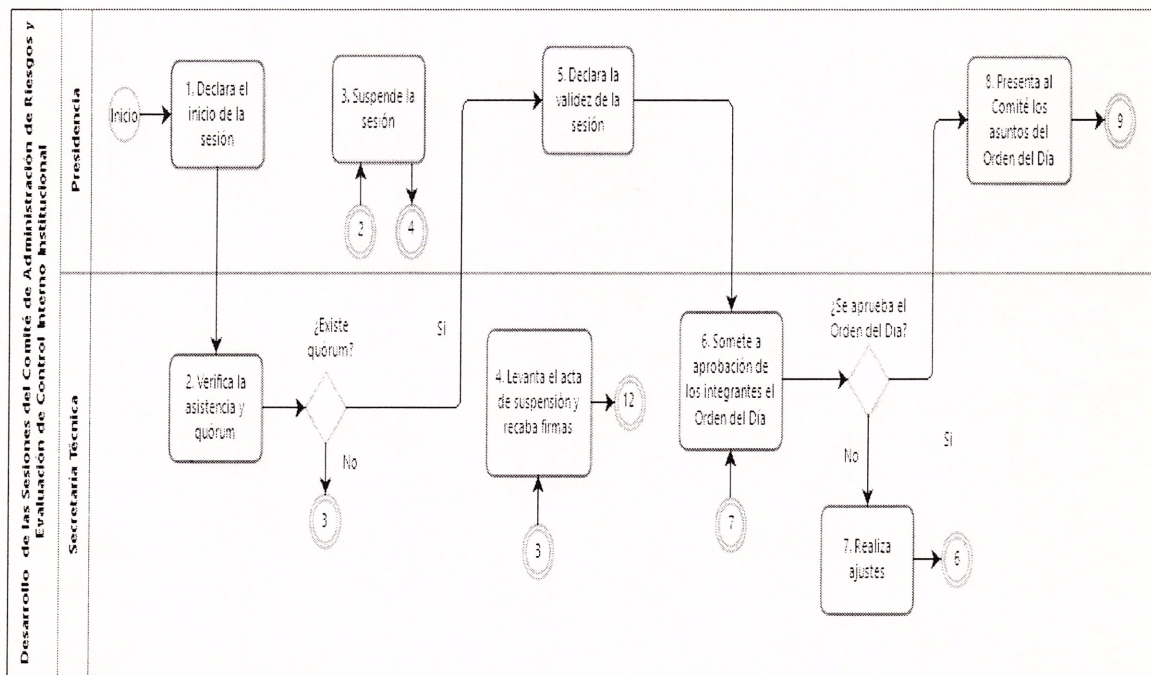 Desarrollo de las Sesiones del Comité de Administración de Riesgos y
Evaluación de Control Interno Institucional
Presidencia
Inicio
1. Declara el
inicio de la
sesión
3. Suspende la
sesión
2
4
5. Declara la
validez de la
sesión
8. Presenta al
Comité los
asuntos del
Orden del Día
9
Secretaría Técnica
2. Verifica la
asistencia y
quórum
¿Existe
quórum?
Si
No
3
4. Levanta el acta
de suspensión y
recaba firmas
12
3
6. Somete a
aprobación de
los integrantes el
Orden del Día
7
¿Se aprueba el
Orden del Día?
Si
No
7. Realiza
ajustes
6